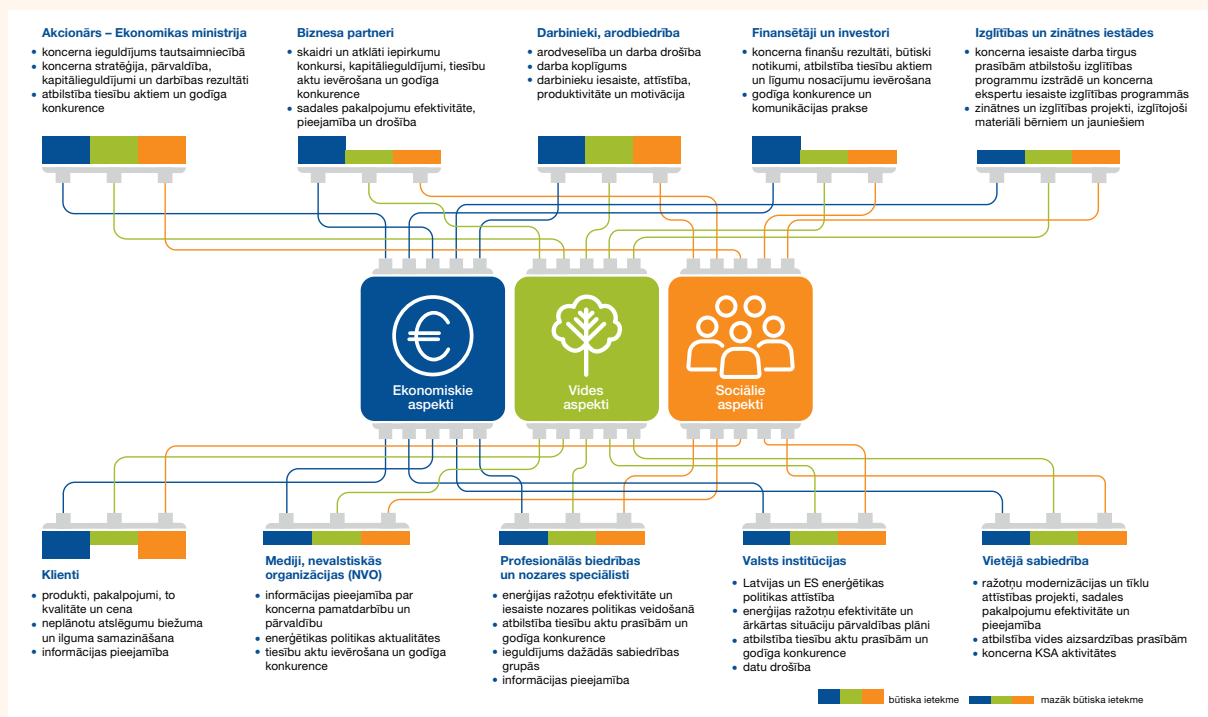 Akcionārs – Ekonomikas ministrija
• koncerna ieguldījums tautsaimniecībā
• koncerna stratēģija, pārvaldība,
kapitālieguldījumi un darbības rezultāti
• atbilstība tiesību aktiem un godīga
konkurence
Biznesa partneri
• skaidri un atklāti iepirkumu
konkursi, kapitālieguldījumi, tiesību
aktu ievērošana un godīga
konkurence
• sadales pakalpojumu efektivitāte,
pieejamība un drošība
Darbinieki, arodbiedrība
• arodveselība un darba drošība
• darba koplīgums
• darbinieku iesaiste, attīstība,
produktivitāte un motivācija
Finansētāji un investori
• koncerna finanšu rezultāti, būtiski
notikumi, atbilstība tiesību aktiem
un līgumu nosacījumu ievērošana
• godīga konkurence un
komunikācijas prakse
Izglītības un zinātnes iestādes
• koncerna iesaiste darba tirgus
prasībām atbilstošu izglītības
programmu izstrādē un koncerna
ekspertu iesaiste izglītības programmās
• zinātnes un izglītības projekti, izglītojoši
materiāli bērniem un jauniešiem
Ekonomiskie
aspekti
Vides
aspekti
Sociālie
aspekti
Klienti
• produkti, pakalpojumi, to
kvalitāte un cena
• neplānotu atslēgumu biežuma
un ilguma samazināšana
• informācijas pieejamība
Mediji, nevalstiskās
organizācijas (NVO)
• informācijas pieejamība par
koncerna pamatdarbību un
pārvaldību
• enerģētikas politikas aktualitātes
• tiesību aktu ievērošana un godīga
konkurence
Profesionālās biedrības
un nozares speciālisti
• enerģijas ražotņu efektivitāte un
iesaiste nozares politikas veidošanā
• atbilstība tiesību aktu prasībām un
godīga konkurence
• ieguldījums dažādās sabiedrības
grupās
• informācijas pieejamība
Valsts institūcijas
• Latvijas un ES enerģētikas
politikas attīstība
• enerģijas ražotņu efektivitāte un
ārkārtas situāciju pārvaldības plāni
• atbilstība tiesību aktu prasībām un
godīga konkurence
• datu drošība
Vietējā sabiedrība
• ražotņu modernizācijas un tīklu
attīstības projekti, sadales
pakalpojumu efektivitāte un
pieejamība
• atbilstība vides aizsardzības prasībām
• koncerna KSA aktivitātes
būtiska ietekme
mazāk būtiska ietekme